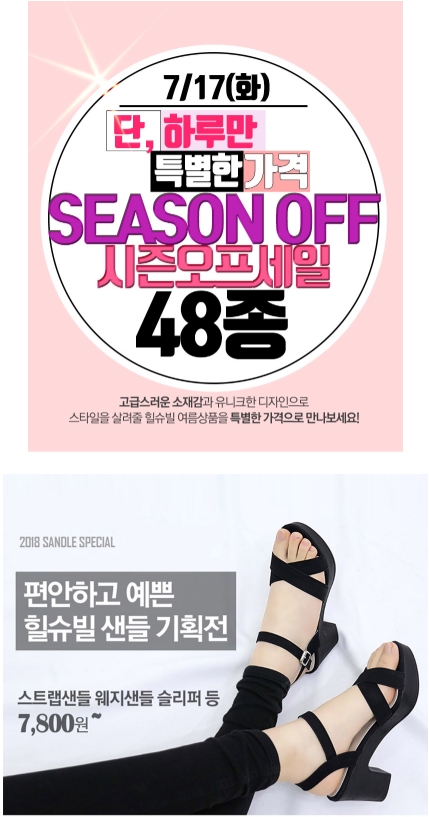 7/17(화)
단, 하루만
특별한가격
SEASON OFF
시즌오프세일
48종
고급스러운 소재감과 유니크한 디자인으로
스타일을 살려줄 힐슈빌 여름상품을 특별한 가격으로 만나보세요!
2018 SANDLE SPECIAL
편안하고 예쁜
힐슈빌 샌들 기획전
스트랩샌들 웨지샌들 슬리퍼 등
7,800원~